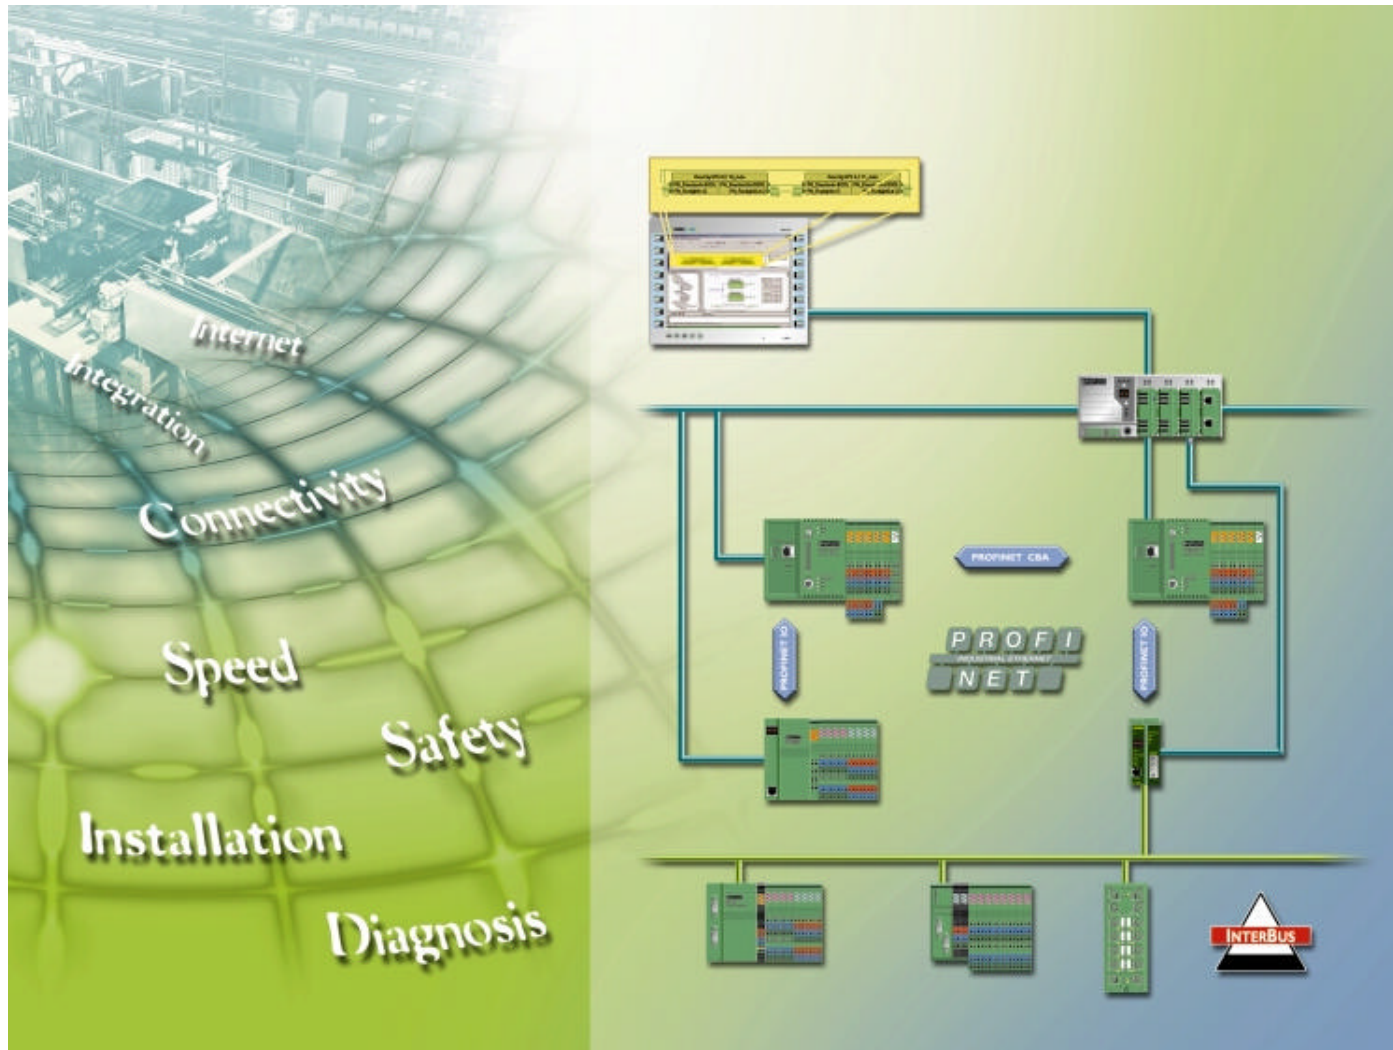 Internet
Integration
Connectivity
Speed
Safety
Installation
Diagnosis
PROFINET CBA
PROFINET IO
PROFINET IO
PROFI
INDUSTRIAL ETHERNET
NET
INTERBUS